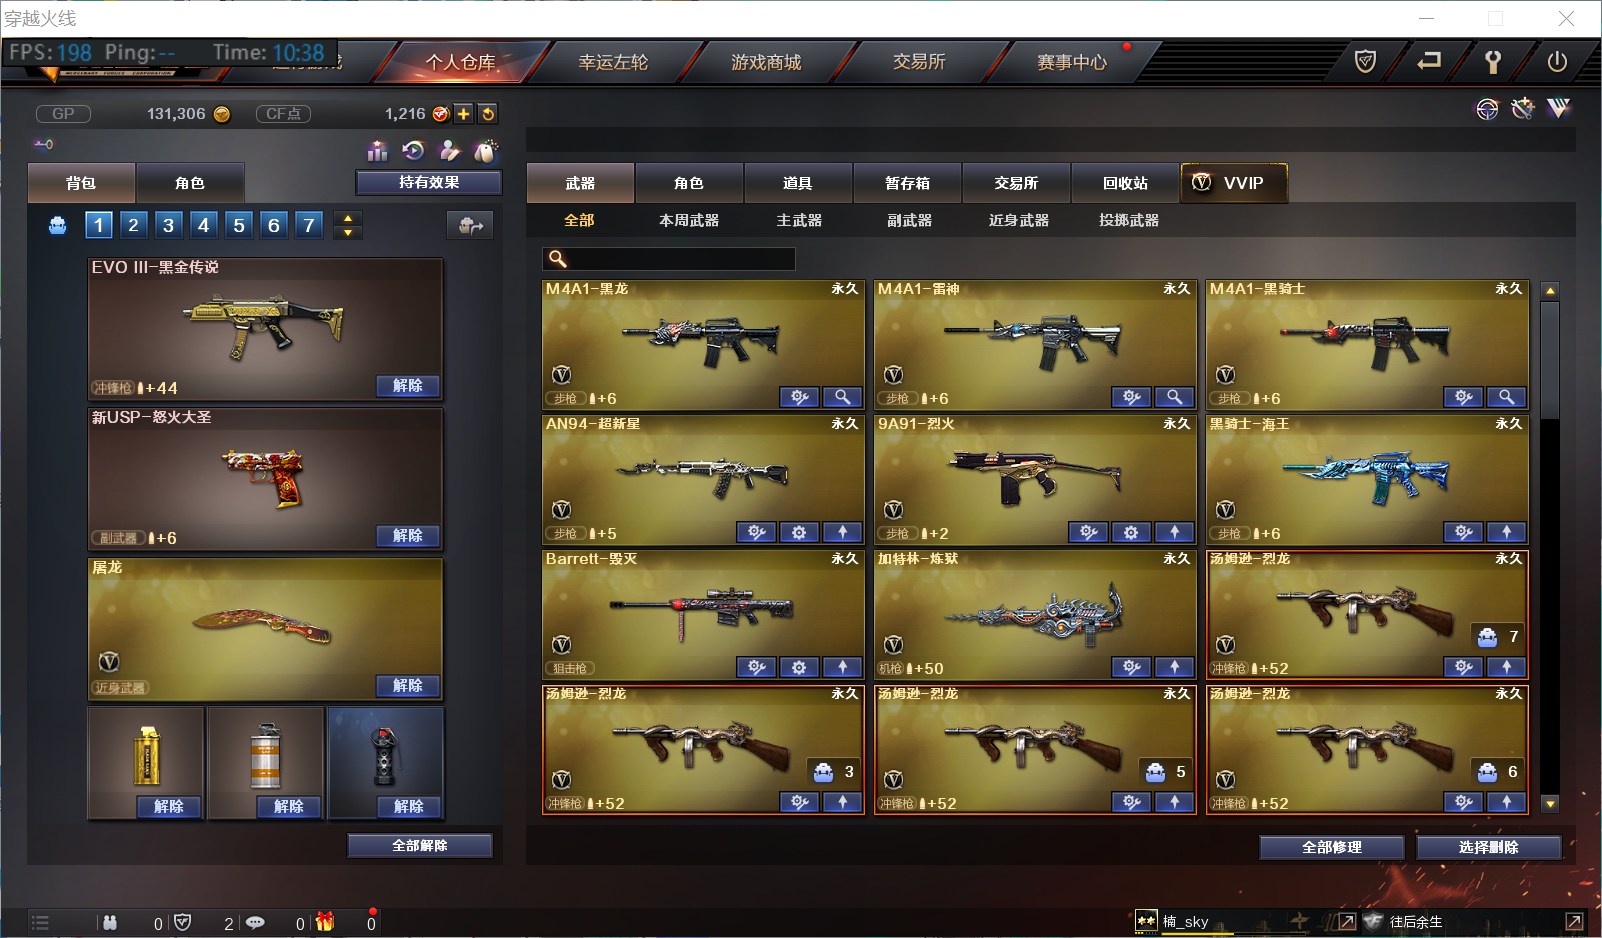 穿越火线
FPS: 198 Ping: -- Time: 10:38
个人仓库 幸运左轮 游戏商城 交易所 赛事中心
GP 131,306 CF点 1,216
背包 角色 持有效果
1 2 3 4 5 6 7
EVO III-黑金传说
冲锋枪 +44 解除
新USP-怒火大圣
副武器 +6 解除
屠龙
近身武器 解除
解除 解除 解除
全部解除
武器 角色 道具 暂存箱 交易所 回收站 VVIP
全部 本周武器 主武器 副武器 近身武器 投掷武器
M4A1-黑龙 永久
步枪 +6
M4A1-雷神 永久
步枪 +6
M4A1-黑骑士 永久
步枪 +6
AN94-超新星 永久
步枪 +5
9A91-烈火 永久
步枪 +2
黑骑士-海王 永久
步枪 +6
Barrett-毁灭 永久
狙击枪
加特林-炼狱 永久
机枪 +50
汤姆逊-烈龙 永久
7
冲锋枪 +52
汤姆逊-烈龙 永久
3
冲锋枪 +52
汤姆逊-烈龙 永久
5
冲锋枪 +52
汤姆逊-烈龙 永久
6
冲锋枪 +52
全部修理 选择删除
0 2 0 0
楠_sky 往后余生